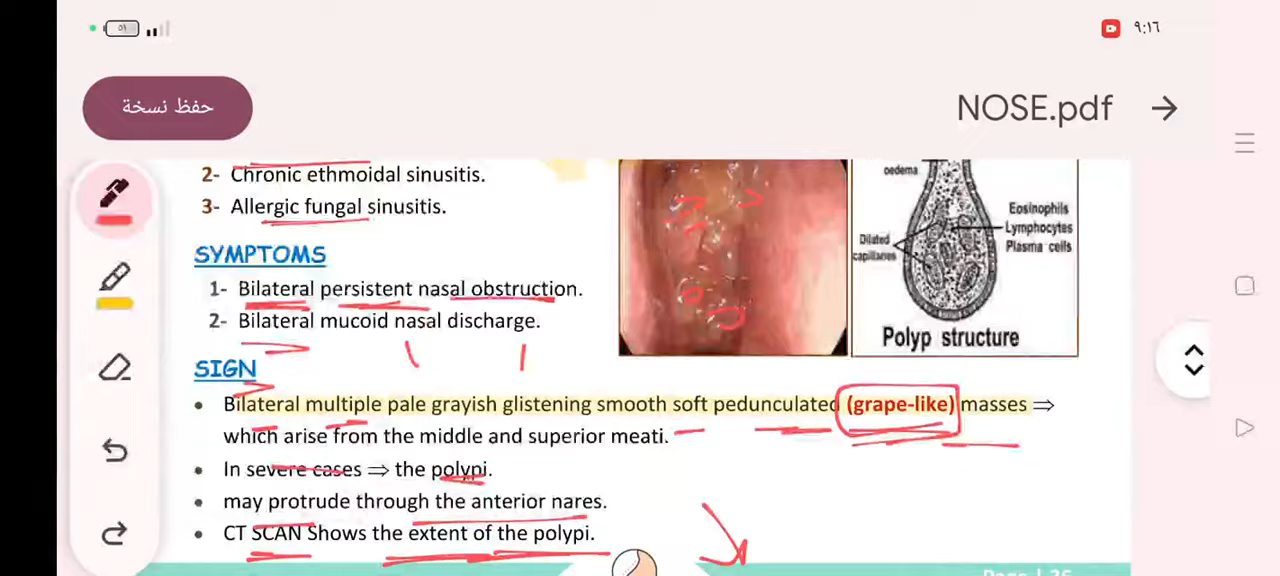 ٥١
٩:١٦
حفظ نسخة
NOSE.pdf
2- Chronic ethmoidal sinusitis.
3- Allergic fungal sinusitis.
SYMPTOMS
1- Bilateral persistent nasal obstruction.
2- Bilateral mucoid nasal discharge.
oedema
Eosinophils
Lymphocytes
Plasma cells
Dilated
capillaries
Polyp structure
SIGN
• Bilateral multiple pale grayish glistening smooth soft pedunculated (grape-like) masses ⇒
which arise from the middle and superior meati.
• In severe cases ⇒ the polypi.
• may protrude through the anterior nares.
• CT SCAN Shows the extent of the polypi.